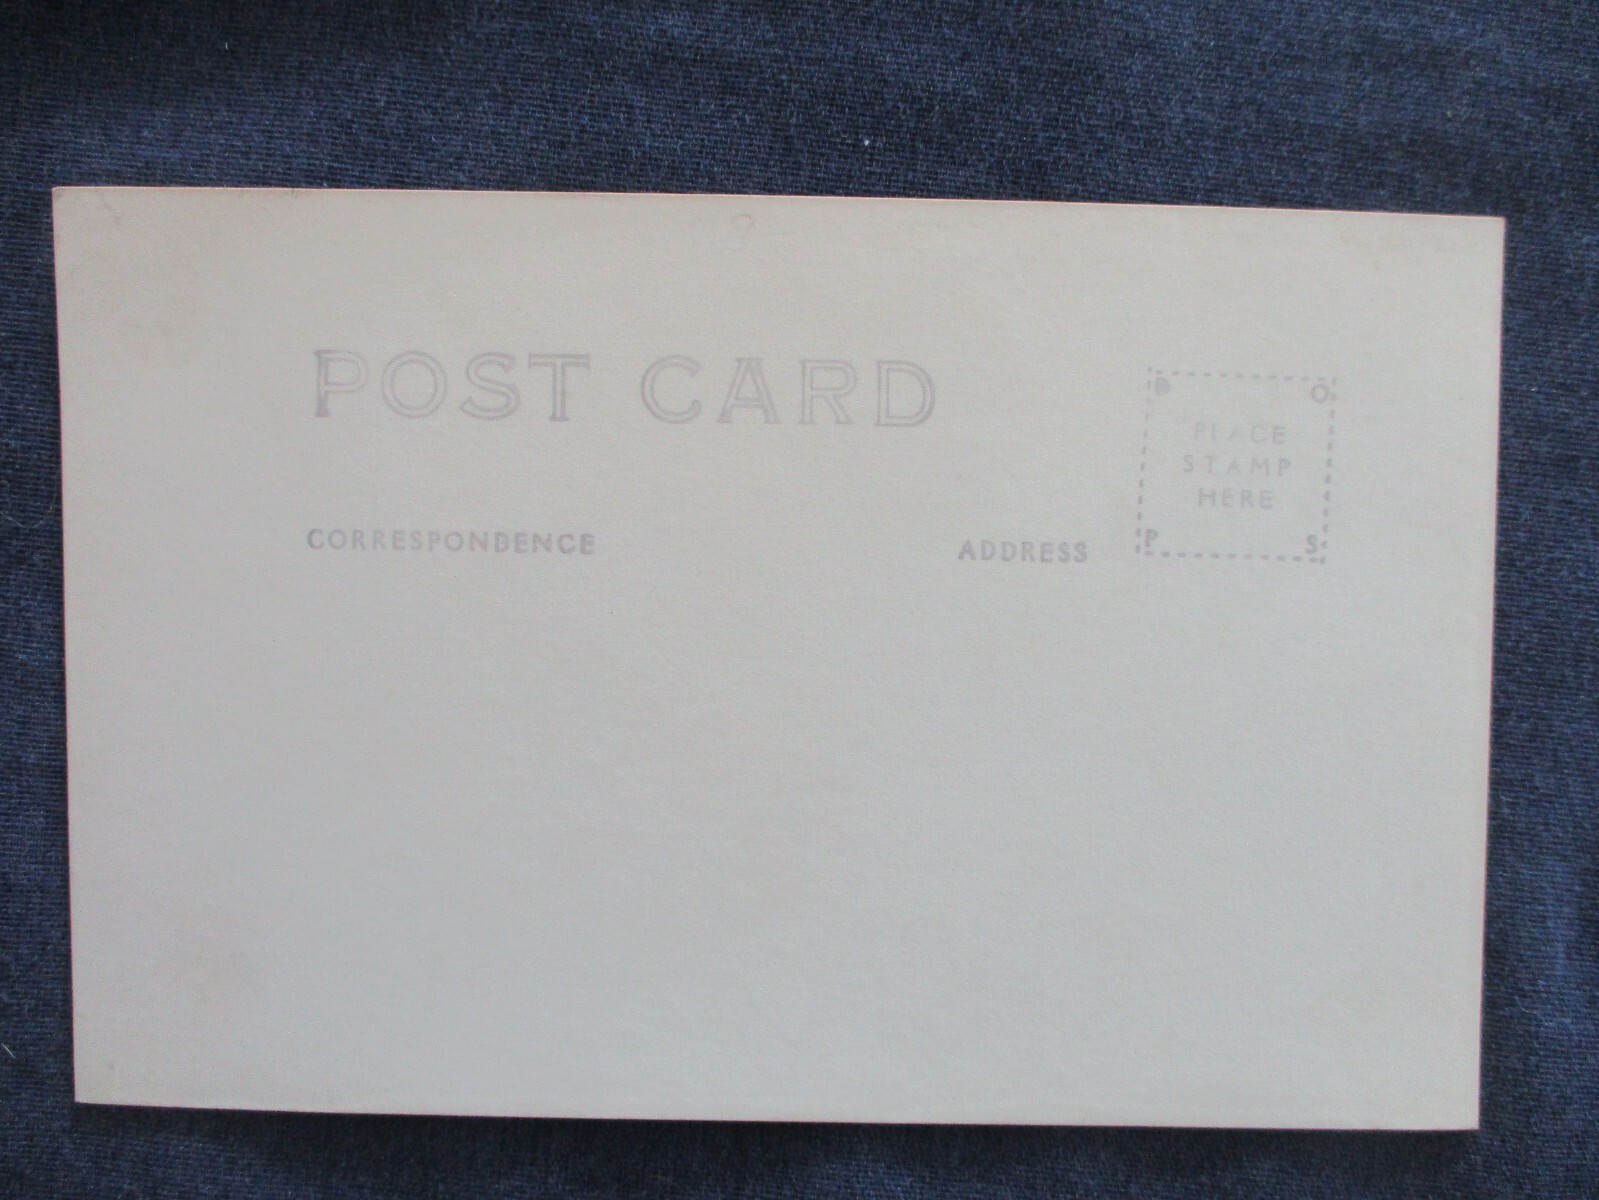 POST CARD
D O
PLACE
STAMP
HERE
P S
CORRESPONDENCE
ADDRESS